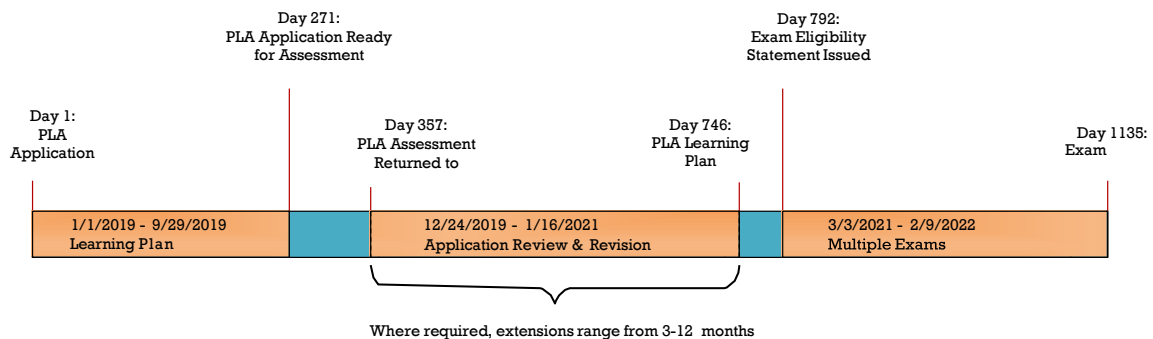 Day 271:
PLA Application Ready
for Assessment
Day 792:
Exam Eligibility
Statement Issued
Day 1:
PLA
Application
Day 357:
PLA Assessment
Returned to
Day 746:
PLA Learning
Plan
Day 1135:
Exam
1/1/2019 - 9/29/2019
Learning Plan
12/24/2019 - 1/16/2021
Application Review & Revision
3/3/2021 - 2/9/2022
Multiple Exams
Where required, extensions range from 3-12 months